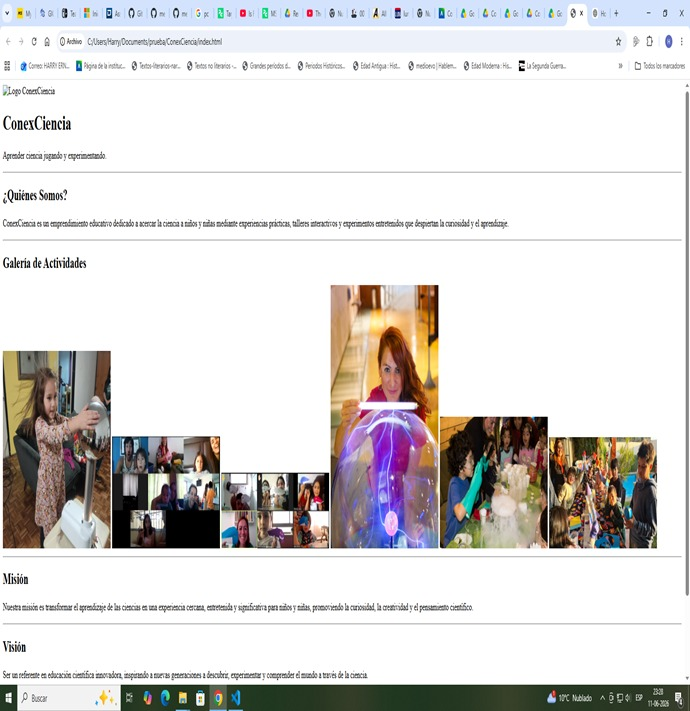 Archivo C:/Users/Harry/Documents/prueba/ConexCiencia/index.html
Correo: HARRY ERN... Página de la instituc... Textos-literarios-nar... Textos no literarios -... Grandes periodos d... Periodos Históricos... Edad Antigua : Hist... medioevo | Hablem... Edad Moderna : His... La Segunda Guerra... » Todos los marcadores
Logo ConexCiencia
ConexCiencia
Aprender ciencia jugando y experimentando.
¿Quiénes Somos?
ConexCiencia es un emprendimiento educativo dedicado a acercar la ciencia a niños y niñas mediante experiencias prácticas, talleres interactivos y experimentos entretenidos que despiertan la curiosidad y el aprendizaje.
Galería de Actividades
Misión
Nuestra misión es transformar el aprendizaje de las ciencias en una experiencia cercana, entretenida y significativa para niños y niñas, promoviendo la curiosidad, la creatividad y el pensamiento científico.
Visión
Ser un referente en educación científica innovadora, inspirando a nuevas generaciones a descubrir, experimentar y comprender el mundo a través de la ciencia.
Buscar
10°C Nublado
ESP
23:28
11-06-2026